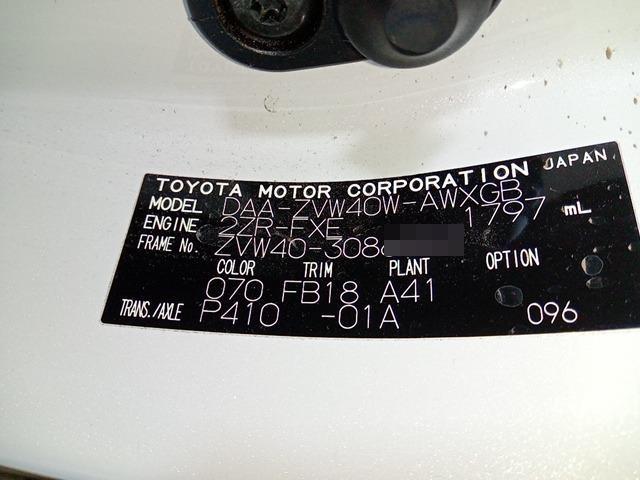 TOYOTA MOTOR CORPORATION JAPAN
MODEL DAA-ZVW40W-AWXGB
ENGINE 2ZR-FXE 1797 mL
FRAME No. ZVW40-308
COLOR TRIM PLANT OPTION
070 FB18 A41
TRANS./AXLE P410 -01A 096